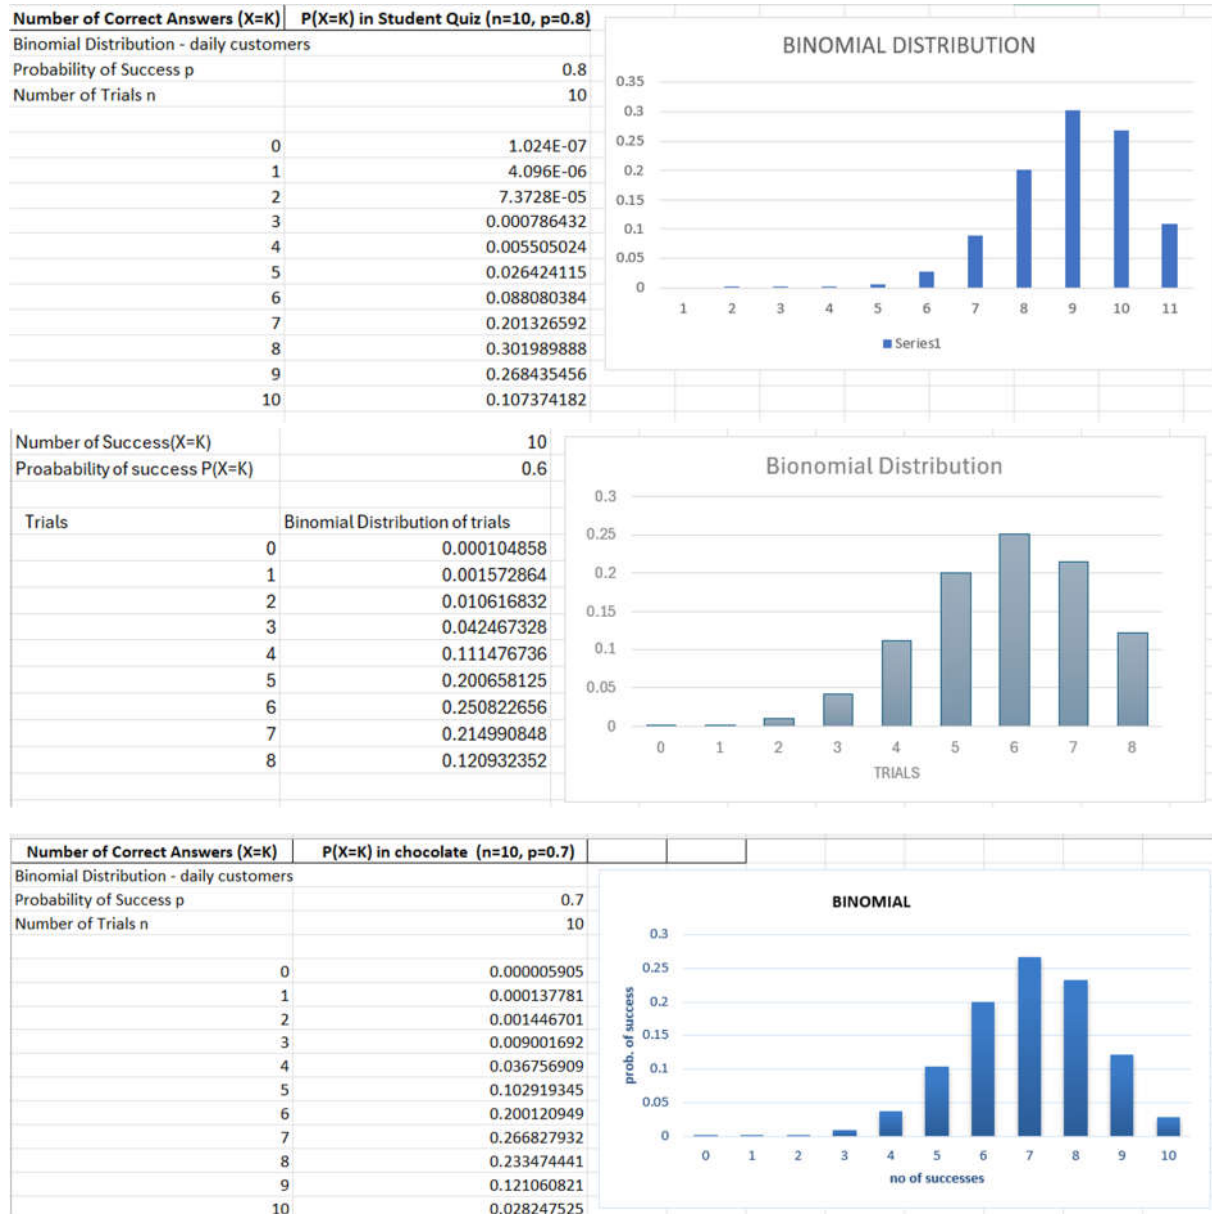 Number of Correct Answers (X=K) P(X=K) in Student Quiz (n=10, p=0.8)
Binomial Distribution - daily customers
Probability of Success p 0.8
Number of Trials n 10
0 1.024E-07
1 4.096E-06
2 7.3728E-05
3 0.000786432
4 0.005505024
5 0.026424115
6 0.088080384
7 0.201326592
8 0.301989888
9 0.268435456
10 0.107374182
BINOMIAL DISTRIBUTION
0.35
0.3
0.25
0.2
0.15
0.1
0.05
0
1 2 3 4 5 6 7 8 9 10 11
Series1
Number of Success(X=K) 10
Proabability of success P(X=K) 0.6
Trials Binomial Distribution of trials
0 0.000104858
1 0.001572864
2 0.010616832
3 0.042467328
4 0.111476736
5 0.200658125
6 0.250822656
7 0.214990848
8 0.120932352
Bionomial Distribution
0.3
0.25
0.2
0.15
0.1
0.05
0
0 1 2 3 4 5 6 7 8
TRIALS
Number of Correct Answers (X=K) P(X=K) in chocolate (n=10, p=0.7)
Binomial Distribution - daily customers
Probability of Success p 0.7
Number of Trials n 10
0 0.000005905
1 0.000137781
2 0.001446701
3 0.009001692
4 0.036756909
5 0.102919345
6 0.200120949
7 0.266827932
8 0.233474441
9 0.121060821
10 0.028247525
BINOMIAL
prob. of success
0.3
0.25
0.2
0.15
0.1
0.05
0
0 1 2 3 4 5 6 7 8 9 10
no of successes